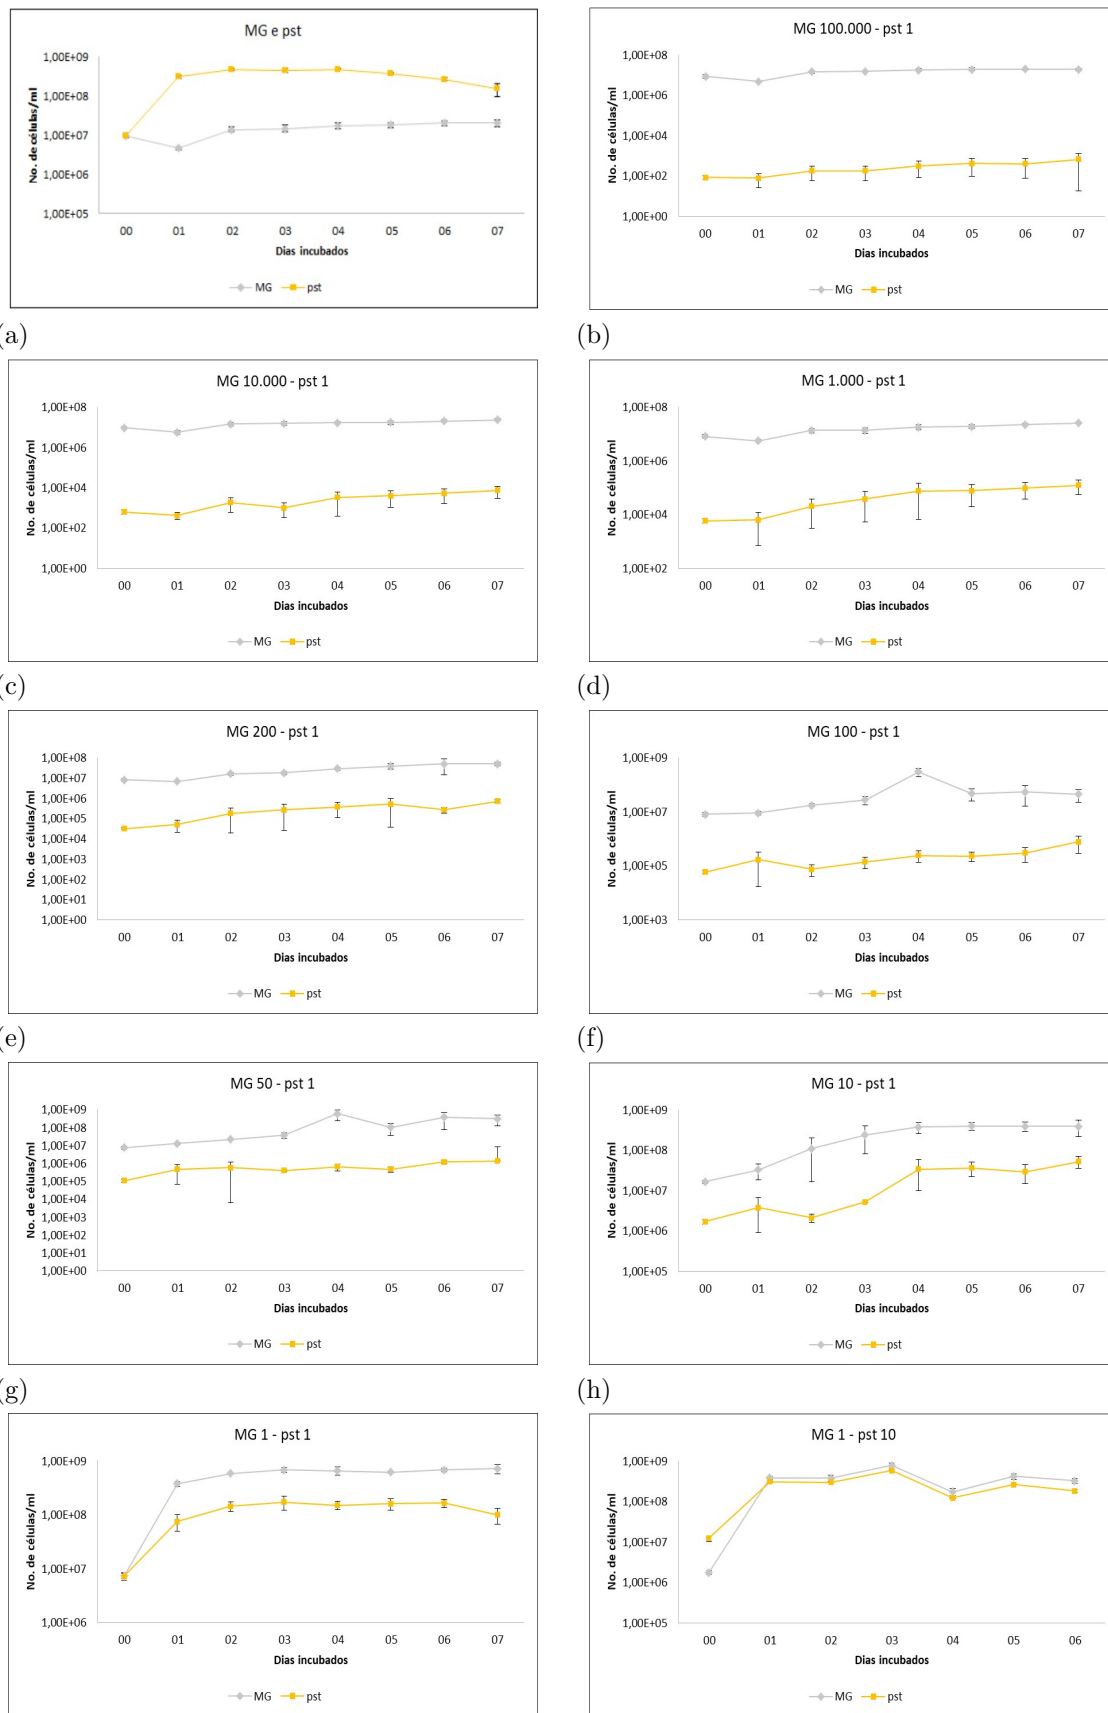 MG e pst
1,00E+09
1,00E+08
1,00E+07
1,00E+06
1,00E+05
No. de células/ml
00 01 02 03 04 05 06 07
Dias incubados
MG pst
MG 100.000 - pst 1
1,00E+08
1,00E+06
1,00E+04
1,00E+02
1,00E+00
No. de células/ml
00 01 02 03 04 05 06 07
Dias incubados
MG pst
(a)
(b)
MG 10.000 - pst 1
1,00E+08
1,00E+06
1,00E+04
1,00E+02
1,00E+00
No. de células/ml
00 01 02 03 04 05 06 07
Dias incubados
MG pst
MG 1.000 - pst 1
1,00E+08
1,00E+06
1,00E+04
1,00E+02
No. de células/ml
00 01 02 03 04 05 06 07
Dias incubados
MG pst
(c)
(d)
MG 200 - pst 1
1,00E+08
1,00E+07
1,00E+06
1,00E+05
1,00E+04
1,00E+03
1,00E+02
1,00E+01
1,00E+00
No. de células/ml
00 01 02 03 04 05 06 07
Dias incubados
MG pst
MG 100 - pst 1
1,00E+09
1,00E+07
1,00E+05
1,00E+03
No. de células/ml
00 01 02 03 04 05 06 07
Dias incubados
MG pst
(e)
(f)
MG 50 - pst 1
1,00E+09
1,00E+08
1,00E+07
1,00E+06
1,00E+05
1,00E+04
1,00E+03
1,00E+02
1,00E+01
1,00E+00
No. de células/ml
00 01 02 03 04 05 06 07
Dias incubados
MG pst
MG 10 - pst 1
1,00E+09
1,00E+08
1,00E+07
1,00E+06
1,00E+05
No. de células/ml
00 01 02 03 04 05 06 07
Dias incubados
MG pst
(g)
(h)
MG 1 - pst 1
1,00E+09
1,00E+08
1,00E+07
1,00E+06
No. de células/ml
00 01 02 03 04 05 06 07
Dias incubados
MG pst
MG 1 - pst 10
1,00E+09
1,00E+08
1,00E+07
1,00E+06
1,00E+05
No. de células/ml
00 01 02 03 04 05 06
Dias incubados
MG pst